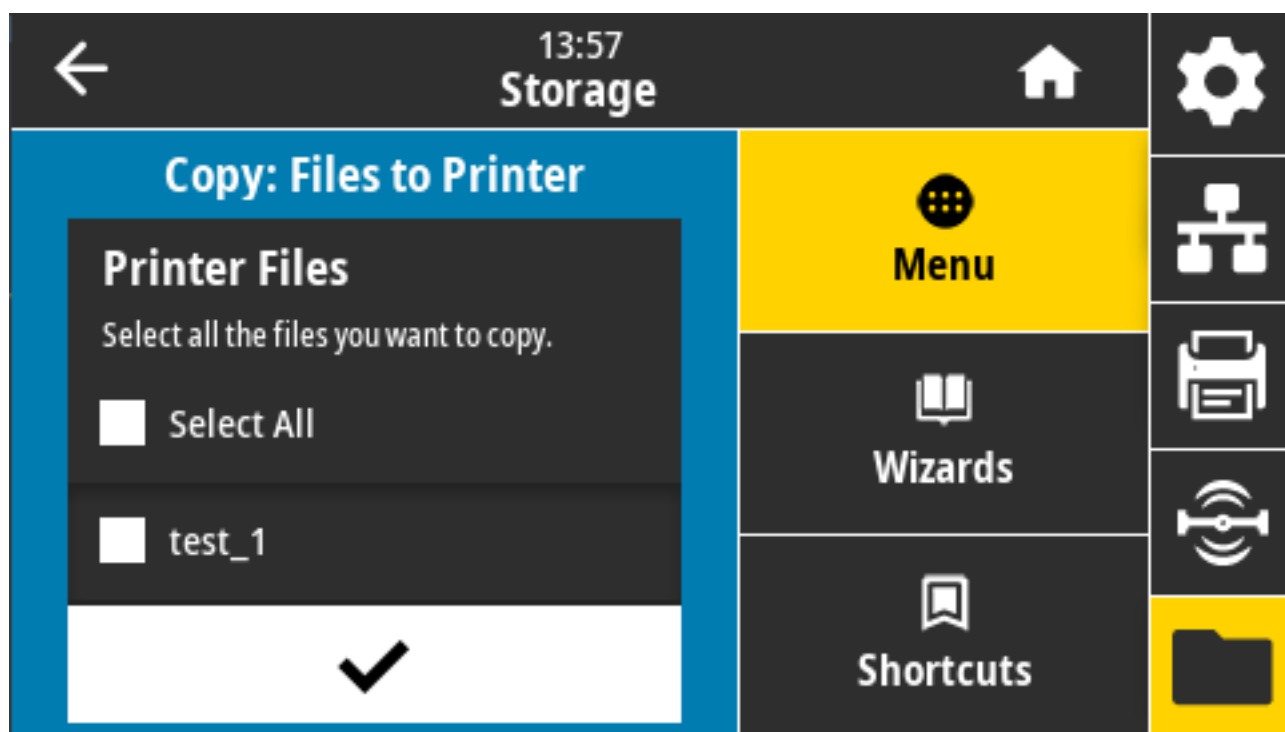 13:57
Storage
Copy: Files to Printer
Printer Files
Select all the files you want to copy.
Select All
test_1
Menu
Wizards
Shortcuts